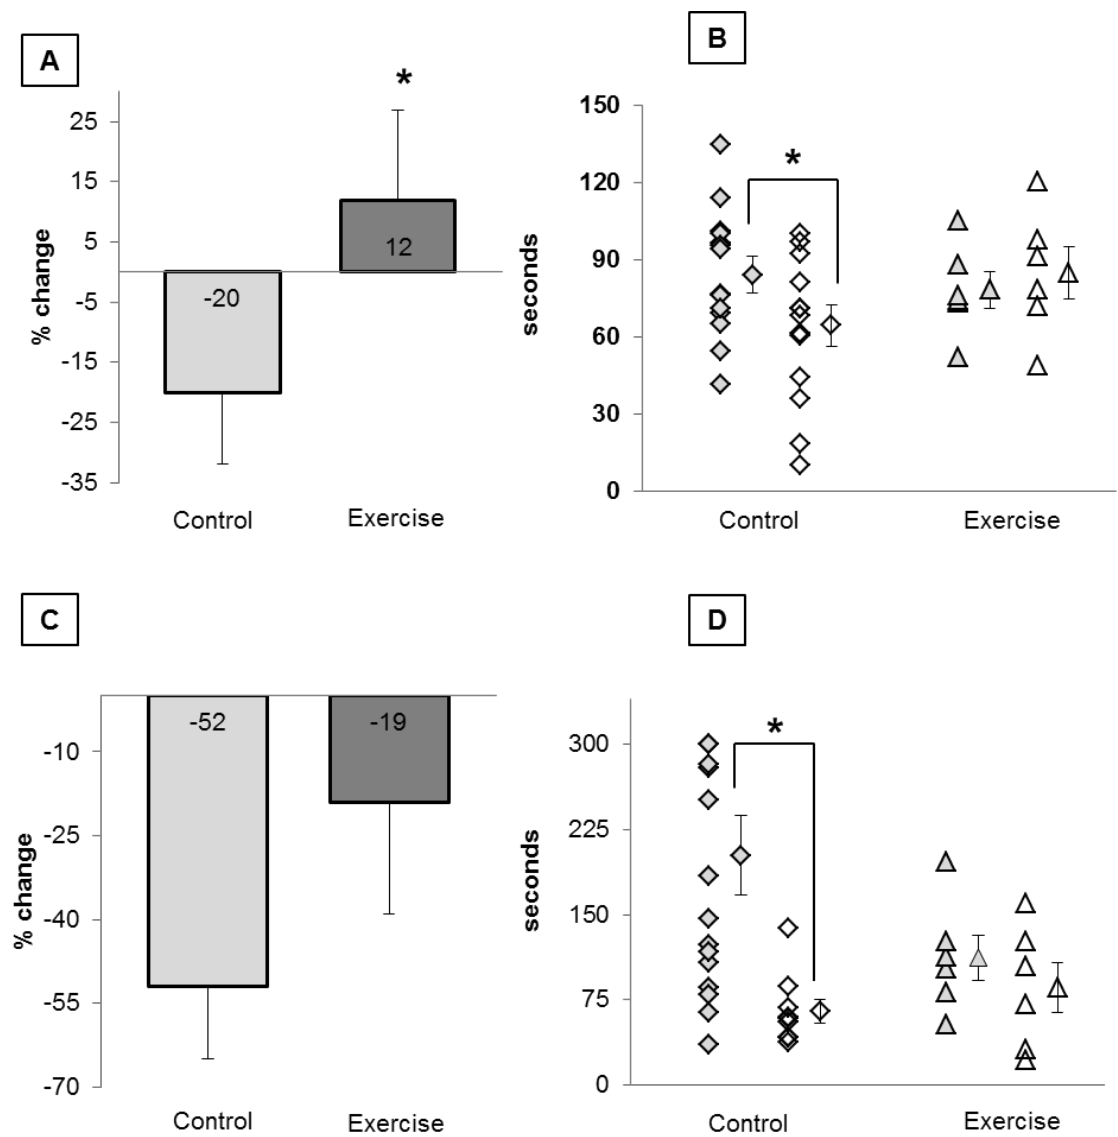 A
*
% change
25
15
5
-5
-15
-25
-35
-20
12
Control
Exercise
B
*
seconds
150
120
90
60
30
0
Control
Exercise
C
% change
-10
-25
-40
-55
-70
-52
-19
Control
Exercise
D
*
seconds
300
225
150
75
0
Control
Exercise